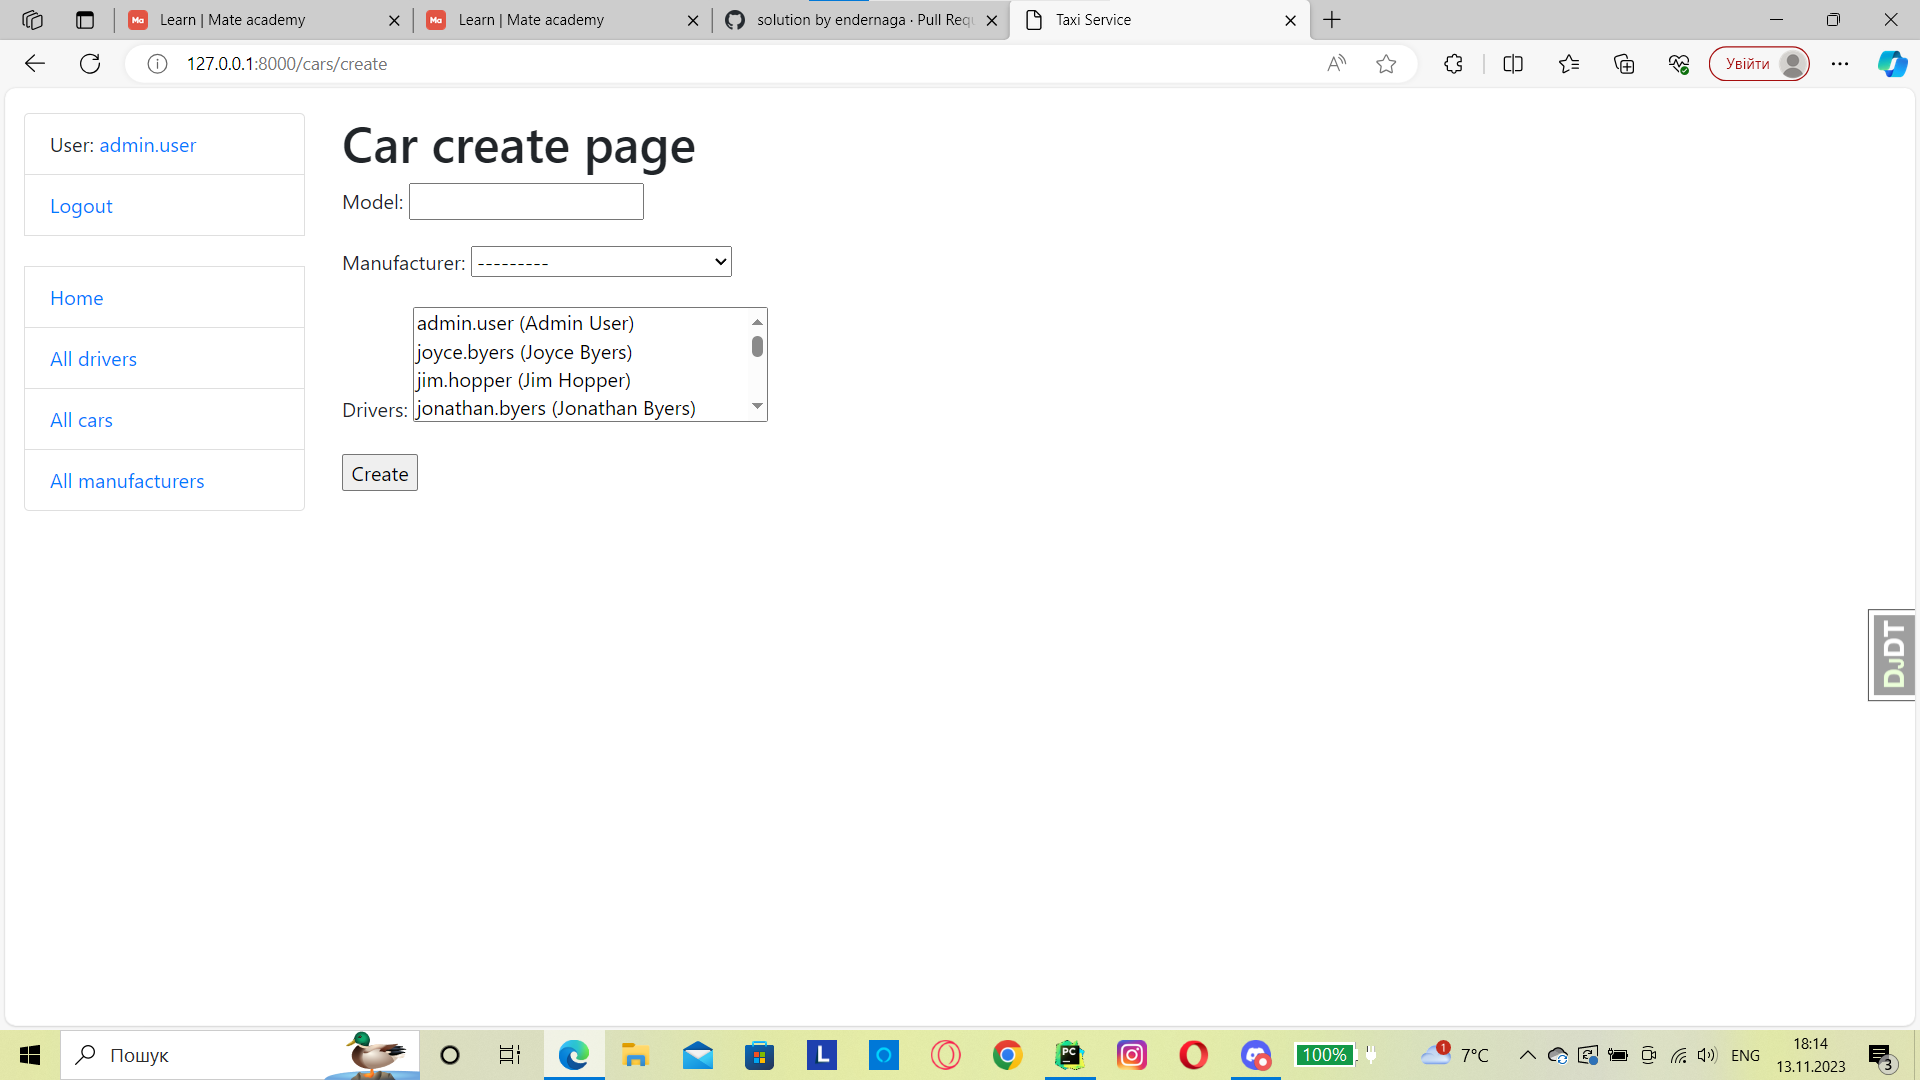 Learn | Mate academy
Learn | Mate academy
solution by endernaga · Pull Requ
Taxi Service
127.0.0.1:8000/cars/create
Увійти
User: admin.user
Logout
Home
All drivers
All cars
All manufacturers
Car create page
Model:
Manufacturer: ---------
admin.user (Admin User)
joyce.byers (Joyce Byers)
jim.hopper (Jim Hopper)
Drivers: jonathan.byers (Jonathan Byers)
Create
DJDT
Пошук
100%
1
7°C
ENG
18:14
13.11.2023
3